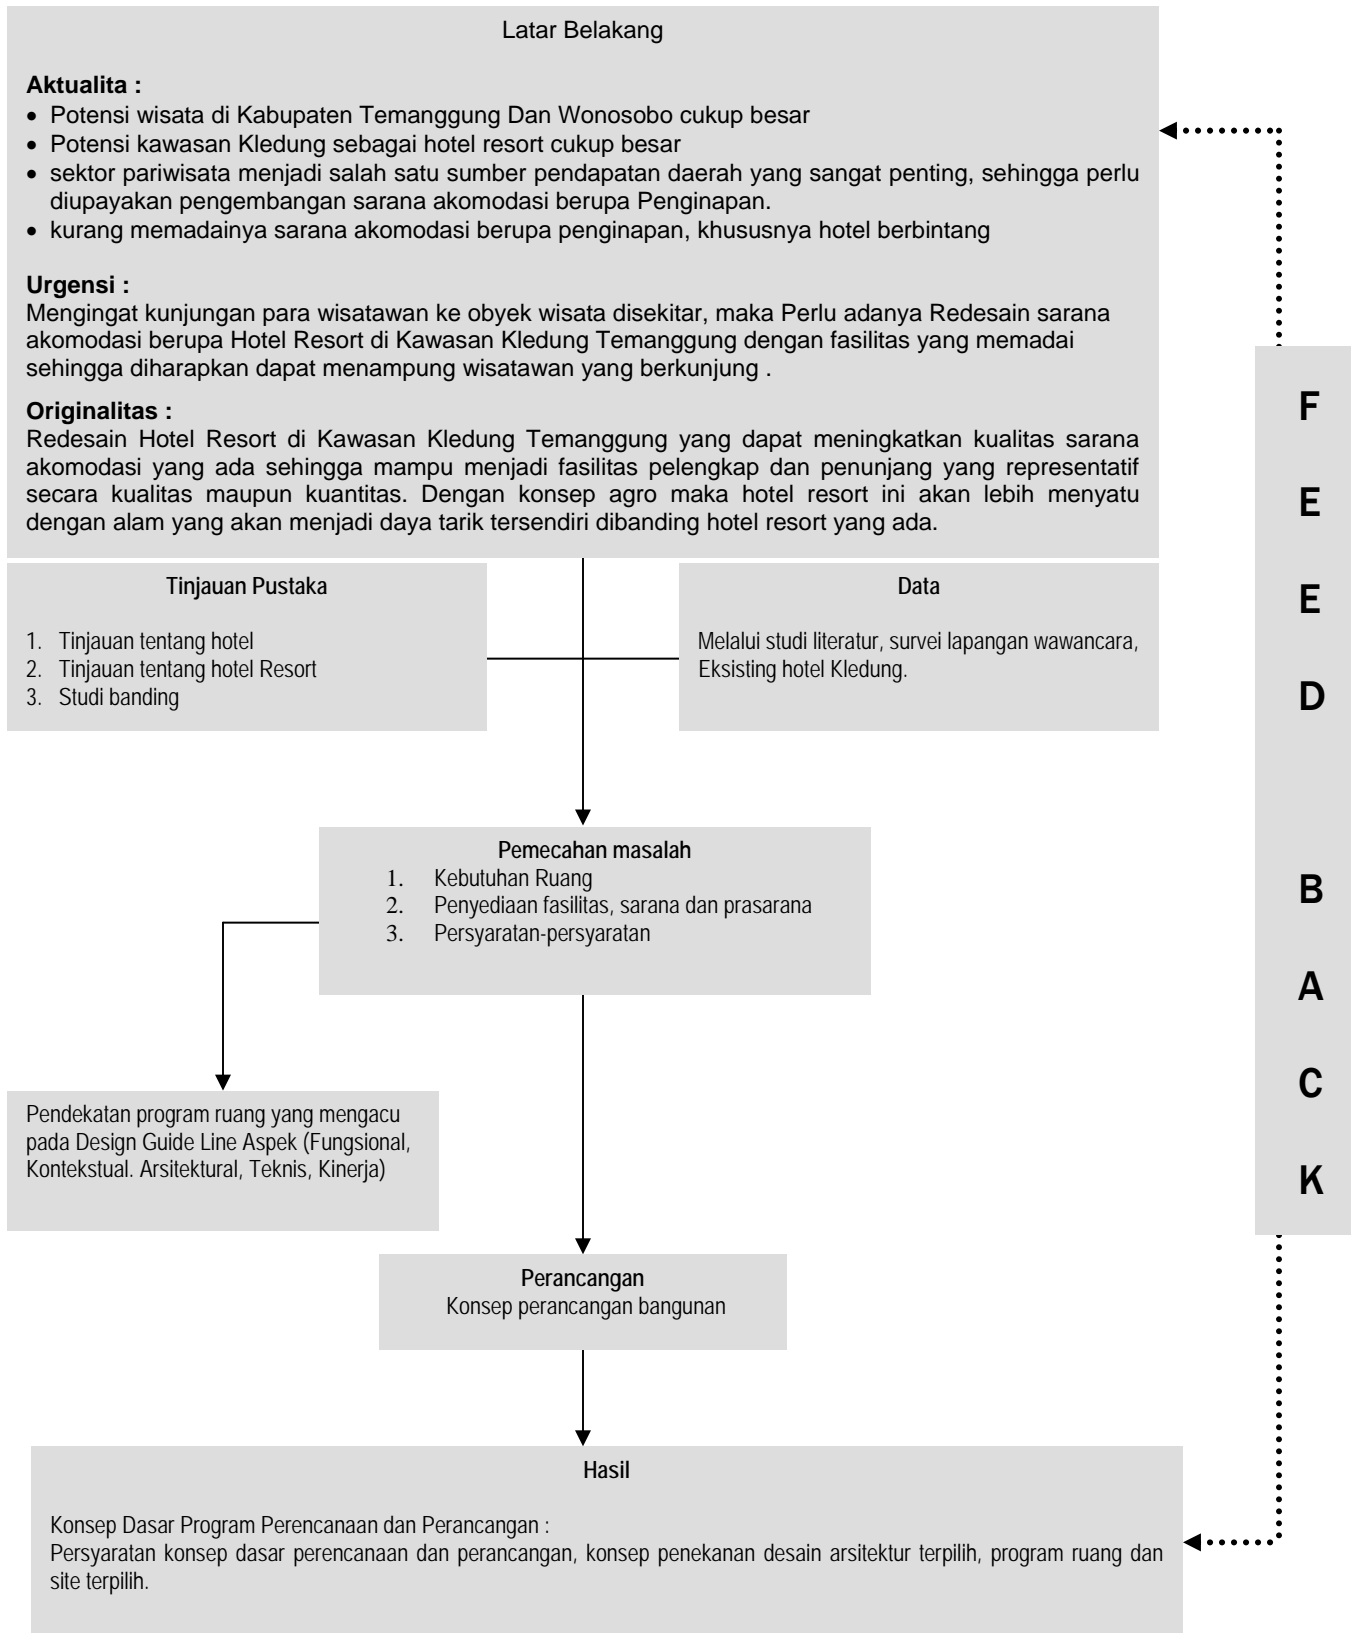 Latar Belakang
Aktualita :
• Potensi wisata di Kabupaten Temanggung Dan Wonosobo cukup besar
• Potensi kawasan Kledung sebagai hotel resort cukup besar
• sektor pariwisata menjadi salah satu sumber pendapatan daerah yang sangat penting, sehingga perlu
diupayakan pengembangan sarana akomodasi berupa Penginapan.
• kurang memadainya sarana akomodasi berupa penginapan, khususnya hotel berbintang
Urgensi :
Mengingat kunjungan para wisatawan ke obyek wisata disekitar, maka Perlu adanya Redesain sarana
akomodasi berupa Hotel Resort di Kawasan Kledung Temanggung dengan fasilitas yang memadai
sehingga diharapkan dapat menampung wisatawan yang berkunjung .
Originalitas :
Redesain Hotel Resort di Kawasan Kledung Temanggung yang dapat meningkatkan kualitas sarana
akomodasi yang ada sehingga mampu menjadi fasilitas pelengkap dan penunjang yang representatif
secara kualitas maupun kuantitas. Dengan konsep agro maka hotel resort ini akan lebih menyatu
dengan alam yang akan menjadi daya tarik tersendiri dibanding hotel resort yang ada.
Tinjauan Pustaka
1. Tinjauan tentang hotel
2. Tinjauan tentang hotel Resort
3. Studi banding
Data
Melalui studi literatur, survei lapangan wawancara,
Eksisting hotel Kledung.
Pemecahan masalah
1. Kebutuhan Ruang
2. Penyediaan fasilitas, sarana dan prasarana
3. Persyaratan-persyaratan
Pendekatan program ruang yang mengacu
pada Design Guide Line Aspek (Fungsional,
Kontekstual. Arsitektural, Teknis, Kinerja)
Perancangan
Konsep perancangan bangunan
Hasil
Konsep Dasar Program Perencanaan dan Perancangan :
Persyaratan konsep dasar perencanaan dan perancangan, konsep penekanan desain arsitektur terpilih, program ruang dan
site terpilih.
F
E
E
D
B
A
C
K